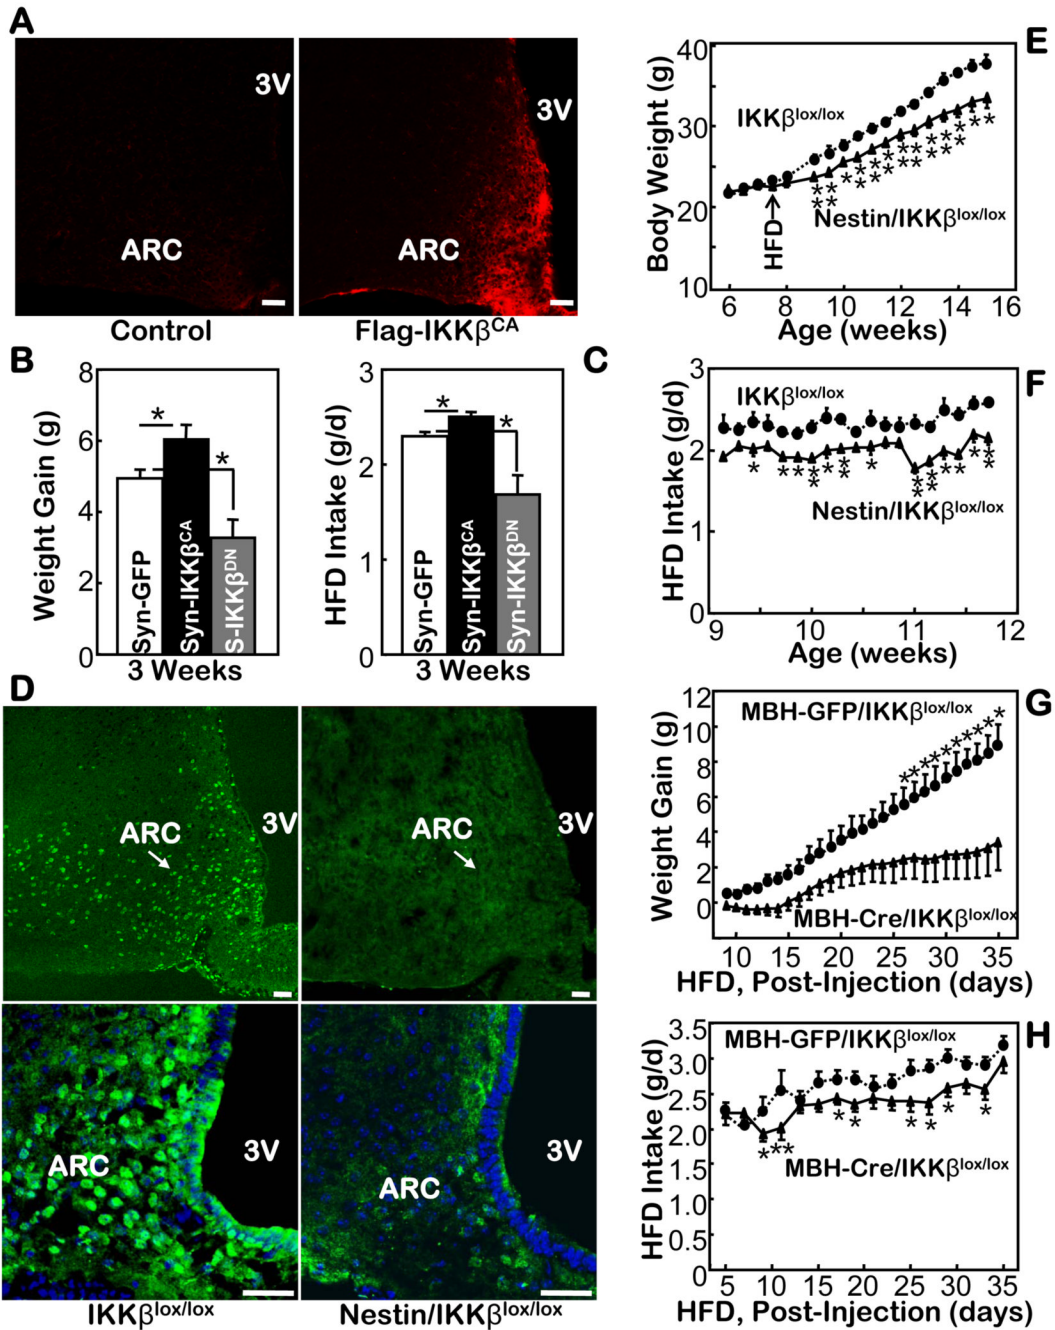 A
3V
ARC
Control
3V
ARC
Flag-IKKβCA
B
Weight Gain (g)
8
6
4
2
0
*
*
Syn-GFP
Syn-IKKβCA
S-IKKβDN
3 Weeks
C
HFD Intake (g/d)
3
2
1
0
*
*
Syn-GFP
Syn-IKKβCA
Syn-IKKβDN
3 Weeks
D
ARC
3V
ARC
3V
ARC
3V
ARC
3V
IKKβlox/lox
Nestin/IKKβlox/lox
E
Body Weight (g)
40
30
20
10
IKKβlox/lox
Nestin/IKKβlox/lox
HFD
6 8 10 12 14 16
Age (weeks)
F
HFD Intake (g/d)
3
2
1
0
IKKβlox/lox
Nestin/IKKβlox/lox
9 10 11 12
Age (weeks)
G
Weight Gain (g)
12
10
8
6
4
2
0
MBH-GFP/IKKβlox/lox
MBH-Cre/IKKβlox/lox
10 15 20 25 30 35
HFD, Post-Injection (days)
H
HFD Intake (g/d)
3.5
3.0
2.5
2.0
1.5
1.0
0.5
0
MBH-GFP/IKKβlox/lox
MBH-Cre/IKKβlox/lox
5 10 15 20 25 30 35
HFD, Post-Injection (days)